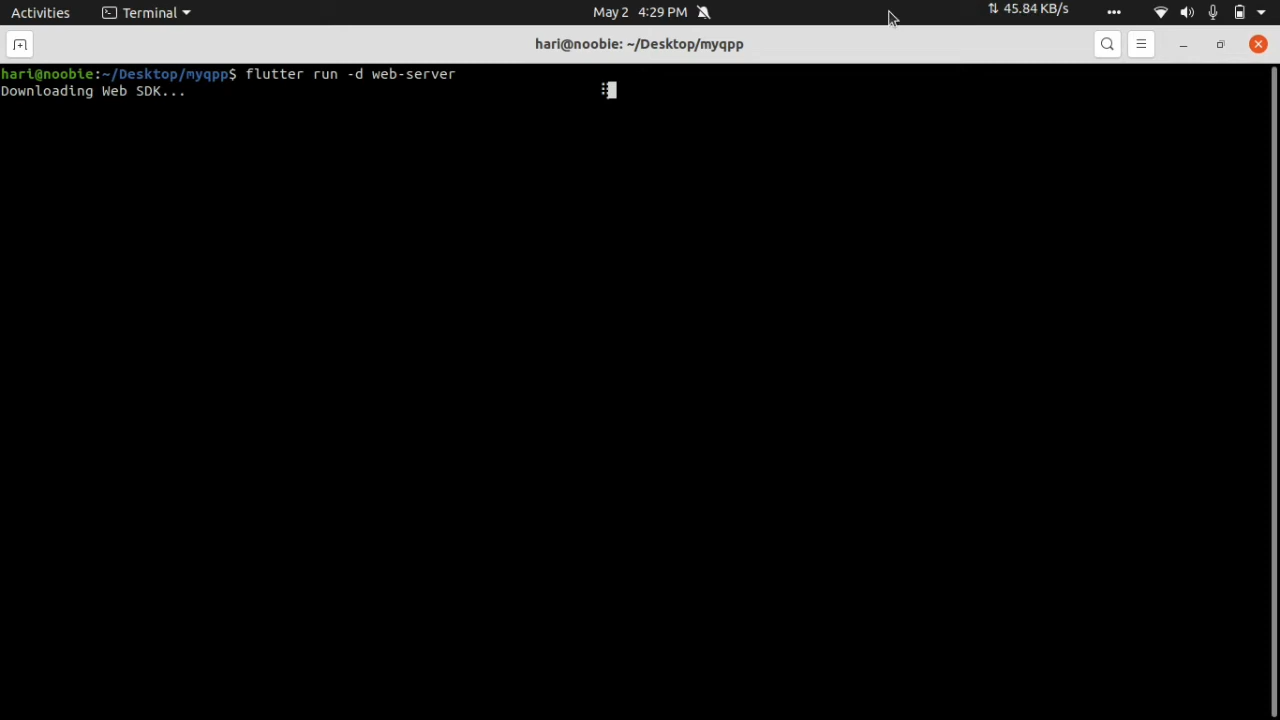 Activities Terminal May 2 4:29 PM 45.84 KB/s
hari@noobie: ~/Desktop/myqpp
hari@noobie:~/Desktop/myqpp$ flutter run -d web-server
Downloading Web SDK...